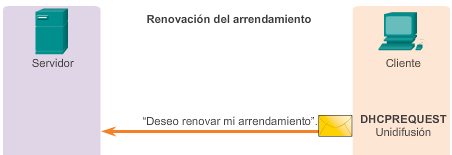 Renovación del arrendamiento
Servidor
Cliente
“Deseo renovar mi arrendamiento”.
DHCPREQUEST
Unidifusión